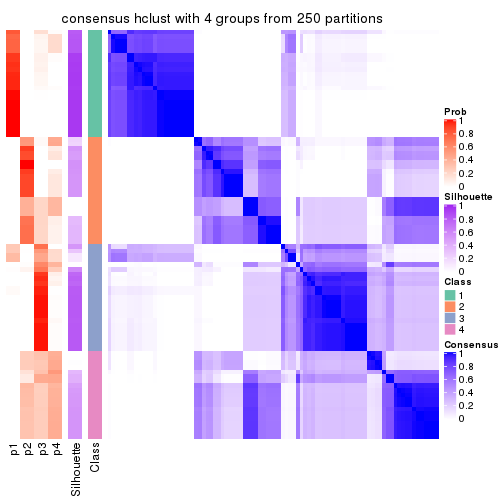 consensus hclust with 4 groups from 250 partitions
Prob
1
0.8
0.6
0.4
0.2
0
Silhouette
1
0.8
0.6
0.4
0.2
0
Class
1
2
3
4
Consensus
1
0.8
0.6
0.4
0.2
0
p1
p2
p3
p4
Silhouette
Class